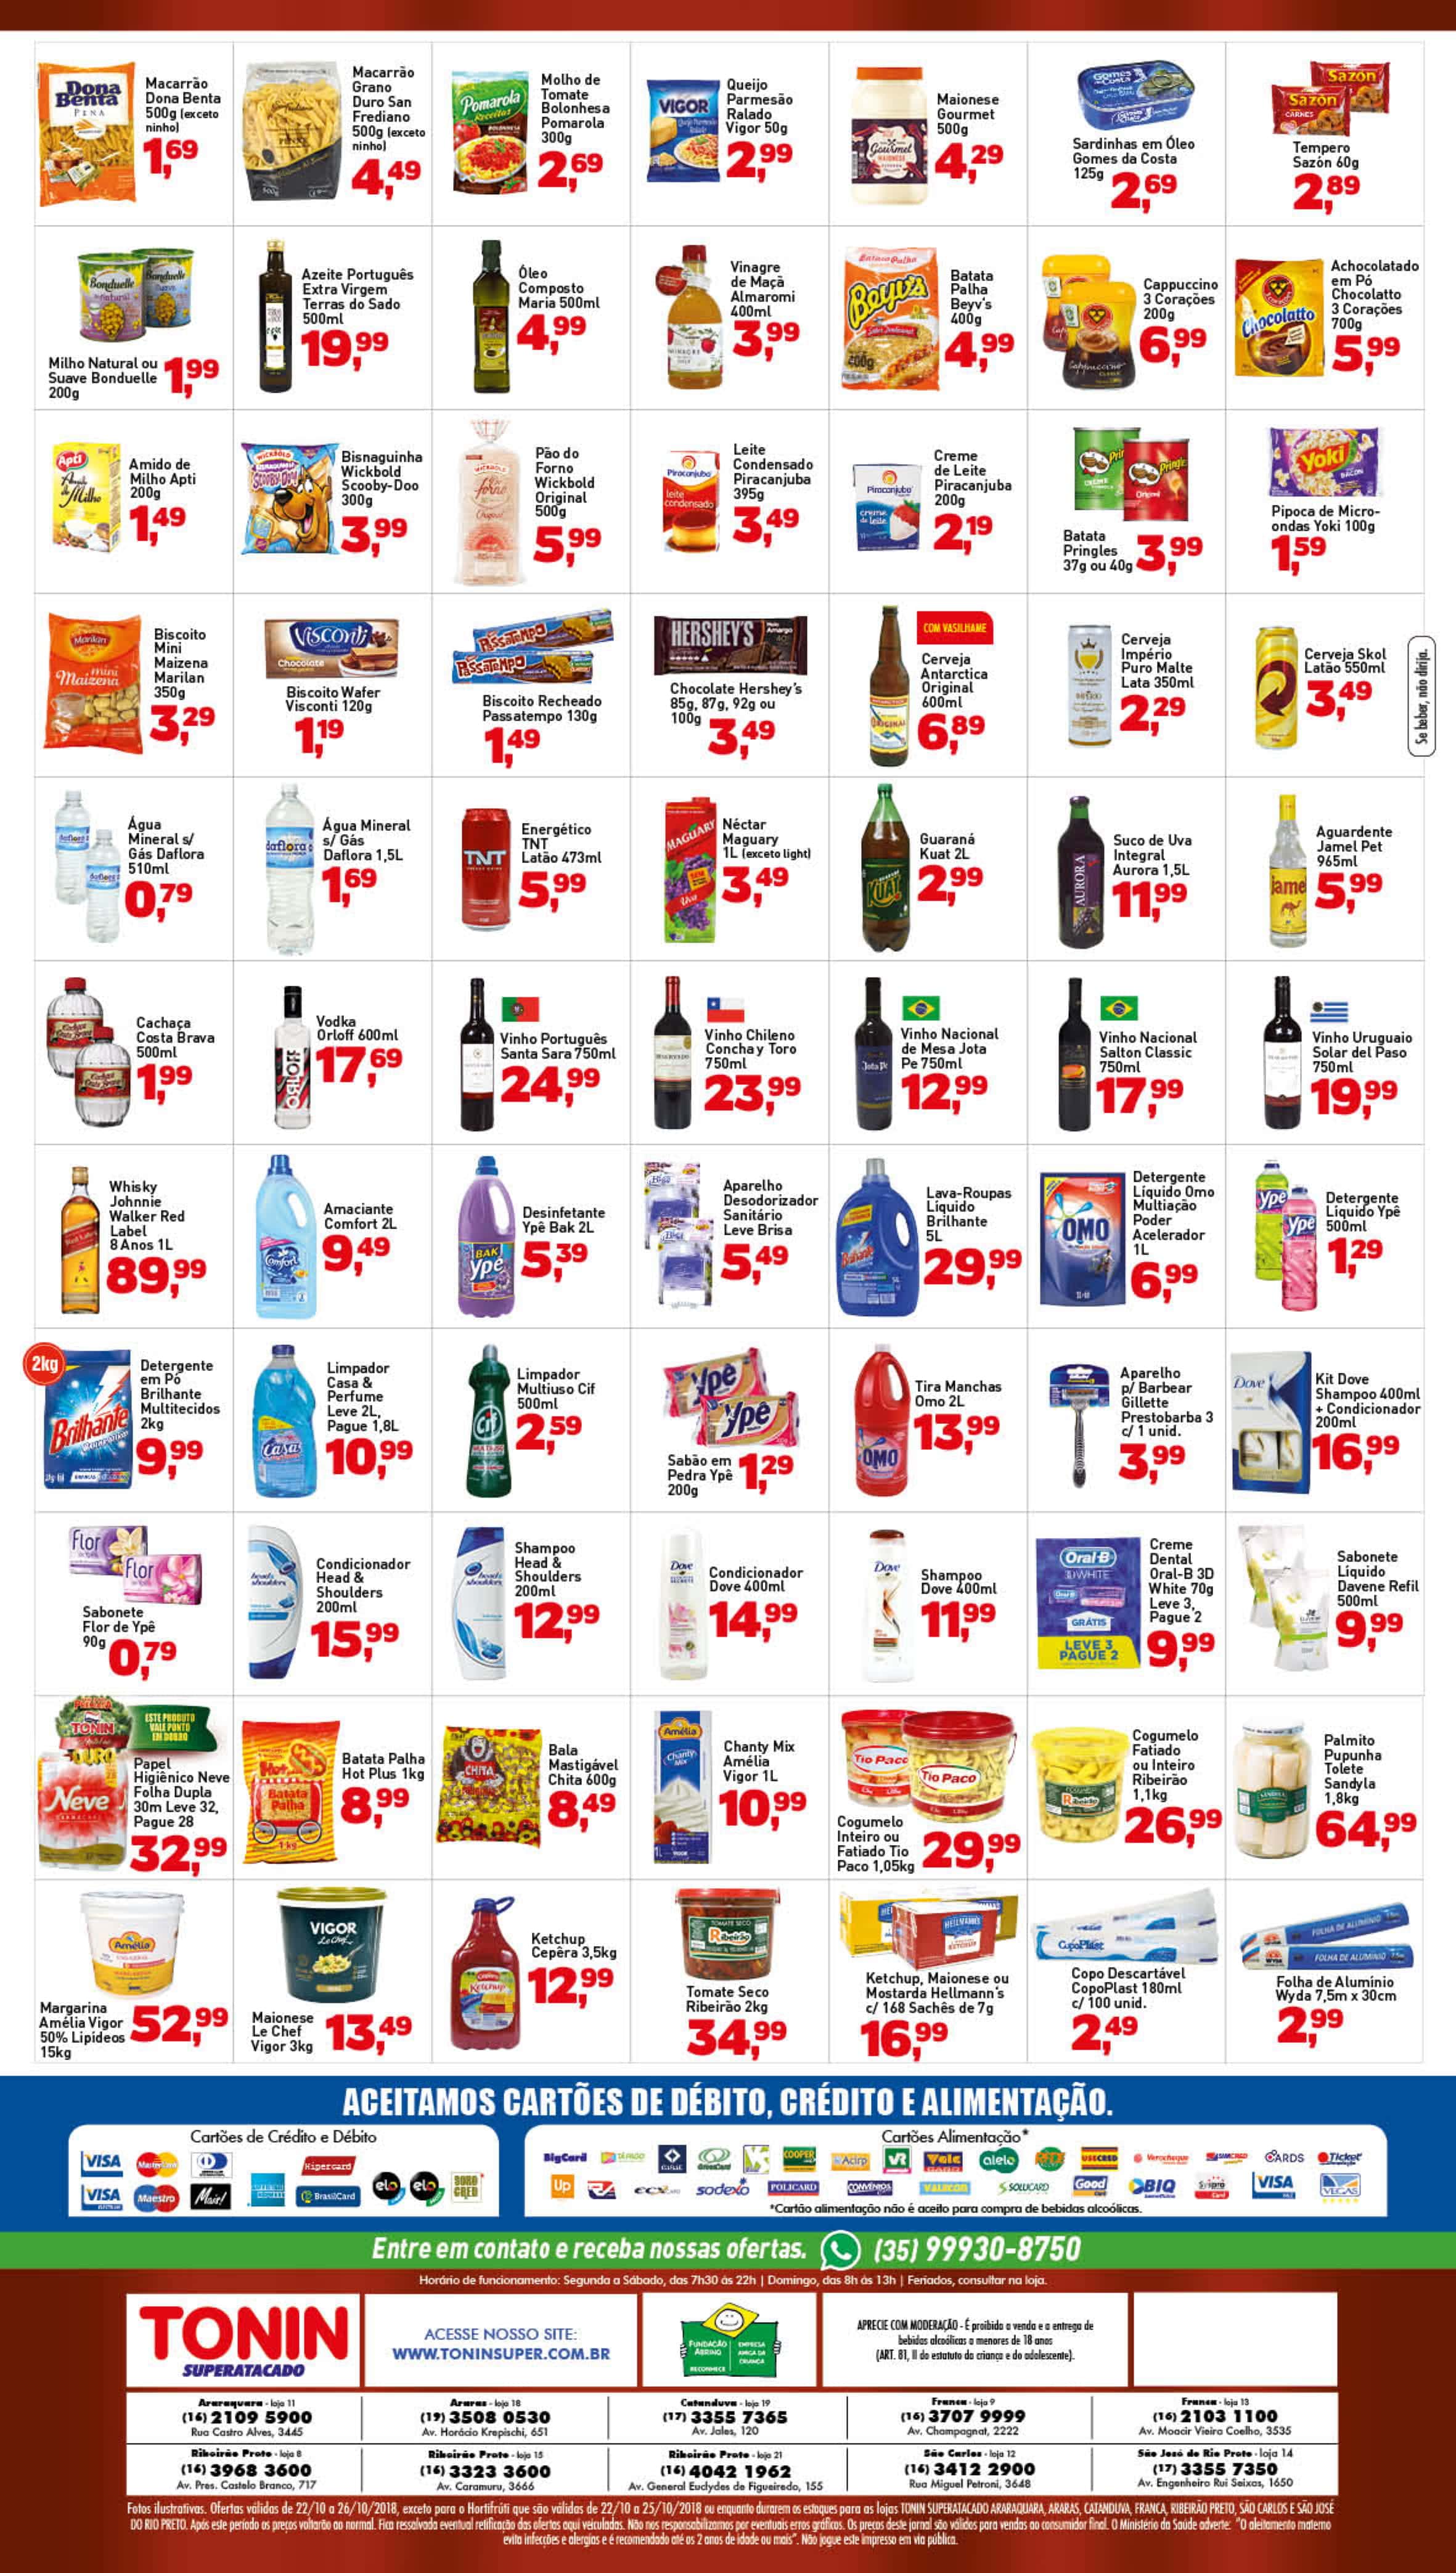 Macarrão
Dona Benta
500g (exceto
ninho)
1,69
Macarrão
Grano
Duro San
Frediano
500g (exceto
ninho)
4,49
Molho de
Tomate
Bolonhesa
Pomarola
300g
2,69
Queijo
Parmesão
Ralado
Vigor 50g
2,99
Maionese
Gourmet
500g
4,29
Sardinhas em Óleo
Gomes da Costa
125g
2,69
Tempero
Sazón 60g
2,89
Milho Natural ou
Suave Bonduelle
200g
1,99
Azeite Português
Extra Virgem
Terras do Sado
500ml
19,99
Óleo
Composto
Maria 500ml
4,99
Vinagre
de Maçã
Almaromi
400ml
3,99
Batata
Palha
Beyv's
400g
4,99
Cappuccino
3 Corações
200g
6,99
Achocolatado
em Pó
Chocolatto
3 Corações
700g
5,99
Amido de
Milho Apti
200g
1,49
Bisnaguinha
Wickbold
Scooby-Doo
300g
3,99
Pão do
Forno
Wickbold
Original
500g
5,99
Leite
Condensado
Piracanjuba
395g
3,49
Creme
de Leite
Piracanjuba
200g
2,19
Batata
Pringles
37g ou 40g
3,99
Pipoca de Micro-
ondas Yoki 100g
1,59
Biscoito
Mini
Maizena
Marilan
350g
3,29
Biscoito Wafer
Visconti 120g
1,19
Biscoito Recheado
Passatempo 130g
1,49
Chocolate Hershey's
85g, 87g, 92g ou
100g
3,49
COM VASILHAME
Cerveja
Antarctica
Original
600ml
6,89
Cerveja
Império
Puro Malte
Lata 350ml
2,29
Cerveja Skol
Latão 550ml
3,49
Se beber, não dirija.
Água
Mineral s/
Gás Daflora
510ml
0,79
Água Mineral
s/ Gás
Daflora 1,5L
1,69
Energético
TNT
Latão 473ml
5,99
Néctar
Maguary
1L (exceto light)
3,49
Guaraná
Kuat 2L
2,99
Suco de Uva
Integral
Aurora 1,5L
11,99
Aguardente
Jamel Pet
965ml
5,99
Cachaça
Costa Brava
500ml
1,99
Vodka
Orloff 600ml
17,69
Vinho Português
Santa Sara 750ml
24,99
Vinho Chileno
Concha y Toro
750ml
23,99
Vinho Nacional
de Mesa Jota
Pe 750ml
12,99
Vinho Nacional
Salton Classic
750ml
17,99
Vinho Uruguaio
Solar del Paso
750ml
19,99
Whisky
Johnnie
Walker Red
Label
8 Anos 1L
89,99
Amaciante
Comfort 2L
9,49
Desinfetante
Ypê Bak 2L
5,39
Aparelho
Desodorizador
Sanitário
Leve Brisa
5,49
Lava-Roupas
Líquido
Brilhante
5L
29,99
Detergente
Líquido Omo
Multiação
Poder
Acelerador
1L
6,99
Detergente
Líquido Ypê
500ml
1,29
2kg
Detergente
em Pó
Brilhante
Multitecidos
2kg
9,99
Limpador
Casa &
Perfume
Leve 2L,
Pague 1,8L
10,99
Limpador
Multiuso Cif
500ml
2,59
Sabão em
Pedra Ypê
200g
1,29
Tira Manchas
Omo 2L
13,99
Aparelho
p/ Barbear
Gillette
Prestobarba 3
c/ 1 unid.
3,99
Kit Dove
Shampoo 400ml
+ Condicionador
200ml
16,99
Sabonete
Flor de Ypê
90g
0,79
Condicionador
Head &
Shoulders
200ml
15,99
Shampoo
Head &
Shoulders
200ml
12,99
Condicionador
Dove 400ml
14,99
Shampoo
Dove 400ml
11,99
Oral-B
GRÁTIS
LEVE 3
PAGUE 2
Creme
Dental
Oral-B 3D
White 70g
Leve 3,
Pague 2
9,99
Sabonete
Líquido
Davene Refil
500ml
9,99
ESTE PRODUTO
VALE PONTO
EM DOBRO
Papel
Higiênico Neve
Folha Dupla
30m Leve 32,
Pague 28
32,99
Batata Palha
Hot Plus 1kg
8,99
Bala
Mastigável
Chita 600g
8,49
Chanty Mix
Amélia
Vigor 1L
10,99
Cogumelo
Inteiro ou
Fatiado Tio
Paco 1,05kg
29,99
Cogumelo
Fatiado
ou Inteiro
Ribeirão
1,1kg
26,99
Palmito
Pupunha
Tolete
Sandyla
1,8kg
64,99
Margarina
Amélia Vigor
50% Lipídeos
15kg
52,99
Maionese
Le Chef
Vigor 3kg
13,49
Ketchup
Cepêra 3,5kg
12,99
Tomate Seco
Ribeirão 2kg
34,99
Ketchup, Maionese ou
Mostarda Hellmann's
c/ 168 Sachês de 7g
16,99
Copo Descartável
CopoPlast 180ml
c/ 100 unid.
2,49
Folha de Alumínio
Wyda 7,5m x 30cm
2,99
ACEITAMOS CARTÕES DE DÉBITO, CRÉDITO E ALIMENTAÇÃO.
Cartões de Crédito e Débito
VISA MasterCard Hipercard
VISA Maestro Mais! BrasilCard elo elo
Cartões Alimentação*
BigCard COOPER Acirp VR Vale alelo USECRED Verocheque CARDS Ticket
Up sodexo POLICARD CONVÊNIOS VALECON SOLUCARD Good BIQ VISA VEGAS
*Cartão alimentação não é aceito para compra de bebidas alcoólicas.
Entre em contato e receba nossas ofertas. (35) 99930-8750
Horário de funcionamento: Segunda a Sábado, das 7h30 às 22h | Domingo, das 8h às 13h | Feriados, consultar na loja.
TONIN
SUPERATACADO
ACESSE NOSSO SITE:
WWW.TONINSUPER.COM.BR
FUNDAÇÃO
ABRINQ
RECONHECE
EMPRESA
AMIGA DA
CRIANÇA
APRECIE COM MODERAÇÃO - É proibida a venda e a entrega de
bebidas alcoólicas a menores de 18 anos
(ART. 81, II do estatuto da criança e do adolescente).
Araraquara - loja 11
(16) 2109 5900
Rua Castro Alves, 3445
Araras - loja 18
(19) 3508 0530
Av. Horácio Krepischi, 651
Catanduva - loja 19
(17) 3355 7365
Av. Jales, 120
Franca - loja 9
(16) 3707 9999
Av. Champagnat, 2222
Franca - loja 13
(16) 2103 1100
Av. Moacir Vieira Coelho, 3535
Ribeirão Preto - loja 8
(16) 3968 3600
Av. Pres. Castelo Branco, 717
Ribeirão Preto - loja 15
(16) 3323 3600
Av. Caramuru, 3666
Ribeirão Preto - loja 21
(16) 4042 1962
Av. General Euclydes de Figueiredo, 155
São Carlos - loja 12
(16) 3412 2900
Rua Miguel Petroni, 3648
São José do Rio Preto - loja 14
(17) 3355 7350
Av. Engenheiro Rui Seixas, 1650
Fotos ilustrativas. Ofertas válidas de 22/10 a 26/10/2018, exceto para o Hortifrúti que são válidas de 22/10 a 25/10/2018 ou enquanto durarem os estoques para as lojas TONIN SUPERATACADO ARARAQUARA, ARARAS, CATANDUVA, FRANCA, RIBEIRÃO PRETO, SÃO CARLOS E SÃO JOSÉ
DO RIO PRETO. Após este período os preços voltarão ao normal. Fica ressalvada eventual retificação das ofertas aqui veiculadas. Não nos responsabilizamos por eventuais erros gráficos. Os preços deste jornal são válidos para vendas ao consumidor final. O Ministério da Saúde adverte: "O aleitamento materno
evita infecções e alergias e é recomendado até os 2 anos de idade ou mais". Não jogue este impresso em via pública.